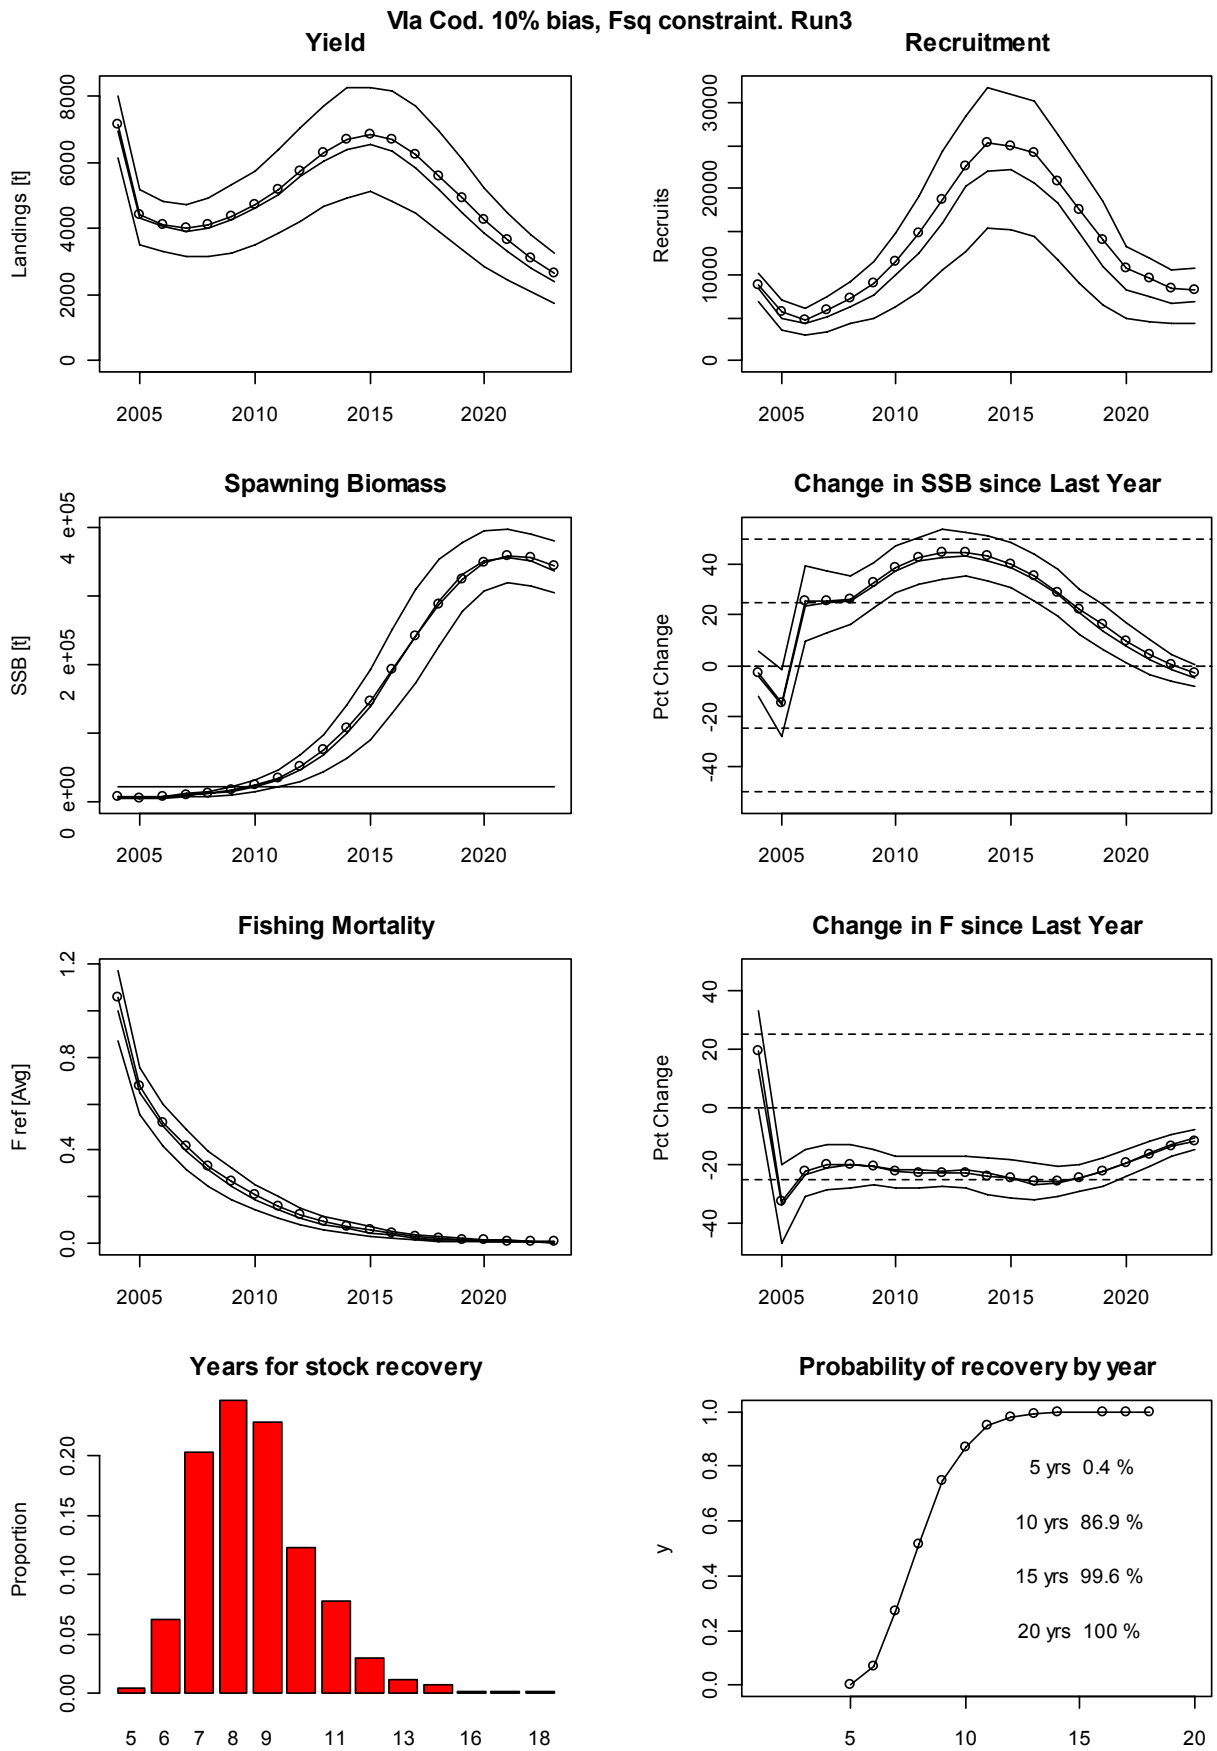 VIa Cod. 10% bias, Fsq constraint. Run3
Yield
Recruitment
Landings [t]
0 2000 4000 6000 8000
2005 2010 2015 2020
Recruits
0 10000 20000 30000
2005 2010 2015 2020
Spawning Biomass
Change in SSB since Last Year
SSB [t]
0 e+00 2 e+05 4 e+05
2005 2010 2015 2020
Pct Change
-40 -20 0 20 40
2005 2010 2015 2020
Fishing Mortality
Change in F since Last Year
F ref [Avg]
0.0 0.4 0.8 1.2
2005 2010 2015 2020
Pct Change
-40 -20 0 20 40
2005 2010 2015 2020
Years for stock recovery
Probability of recovery by year
Proportion
0.00 0.05 0.10 0.15 0.20
5 6 7 8 9 11 13 16 18
y
0.0 0.2 0.4 0.6 0.8 1.0
5 yrs 0.4 %
10 yrs 86.9 %
15 yrs 99.6 %
20 yrs 100 %
5 10 15 20